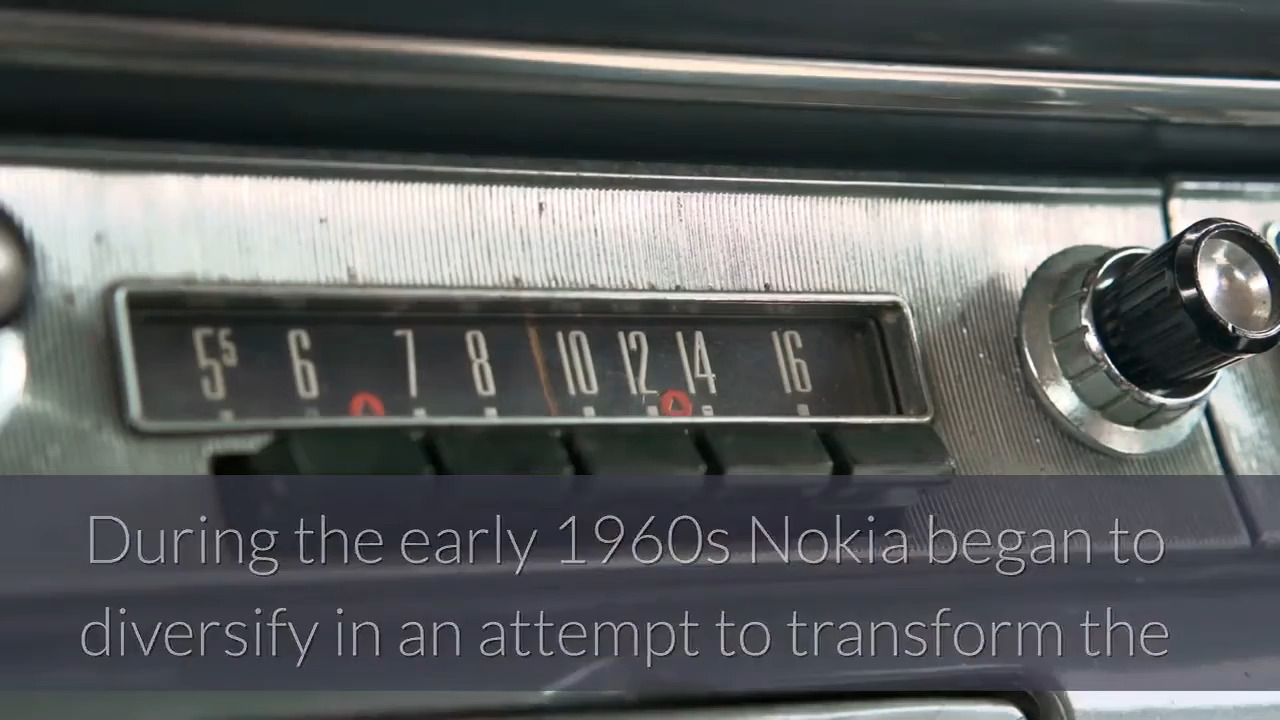 5⁵ 6 7 8 10 12 14 16
During the early 1960s Nokia began to
diversify in an attempt to transform the